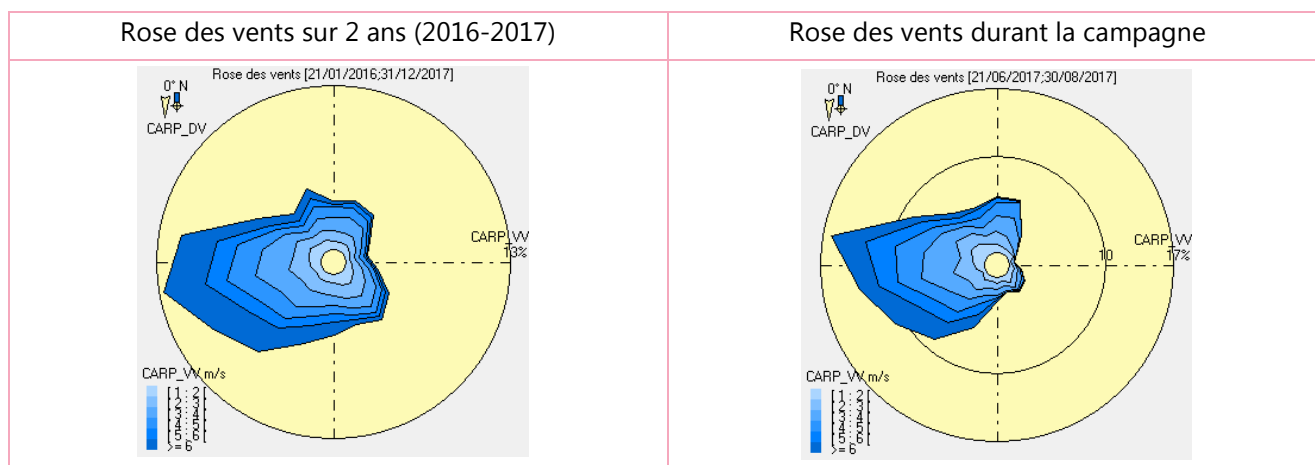 Rose des vents sur 2 ans (2016-2017)
Rose des vents durant la campagne
Rose des vents [21/01/2016;31/12/2017]
0° N
CARP_DV
CARP_VV
13%
CARP_VV m/s
[ 1 : 2 [
[ 2 : 3 [
[ 3 : 4 [
[ 4 : 5 [
[ 5 : 6 [
>= 6
Rose des vents [21/06/2017;30/08/2017]
0° N
CARP_DV
CARP_VV
10
17%
CARP_VV m/s
[ 1 : 2 [
[ 2 : 3 [
[ 3 : 4 [
[ 4 : 5 [
[ 5 : 6 [
>= 6